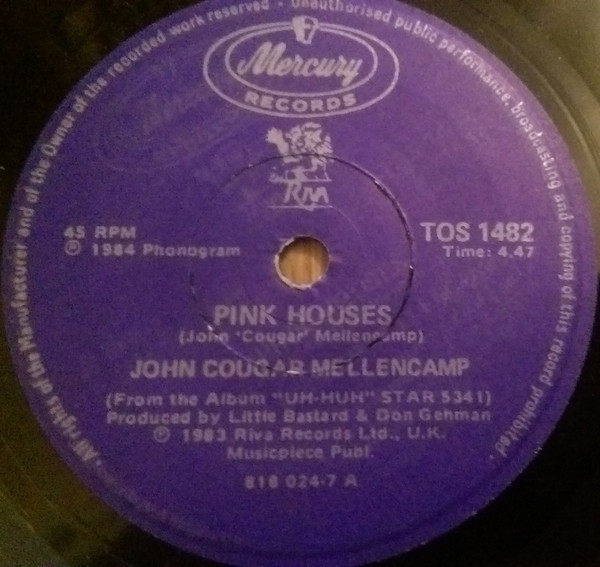 All rights of the Manufacturer and of the Owner of the recorded work reserved • Unauthorised public performance, broadcasting and copying of this record prohibited •
Mercury
RECORDS
RM
45 RPM
℗ 1984 Phonogram
TOS 1482
Time: 4.47
PINK HOUSES
(John 'Cougar' Mellencamp)
JOHN COUGAR MELLENCAMP
(From the Album "UH-HUH" STAR 5341)
Produced by Little Bastard & Don Gehman
℗ 1983 Riva Records Ltd., U.K.
Musicpiece Publ.
818 024-7 A